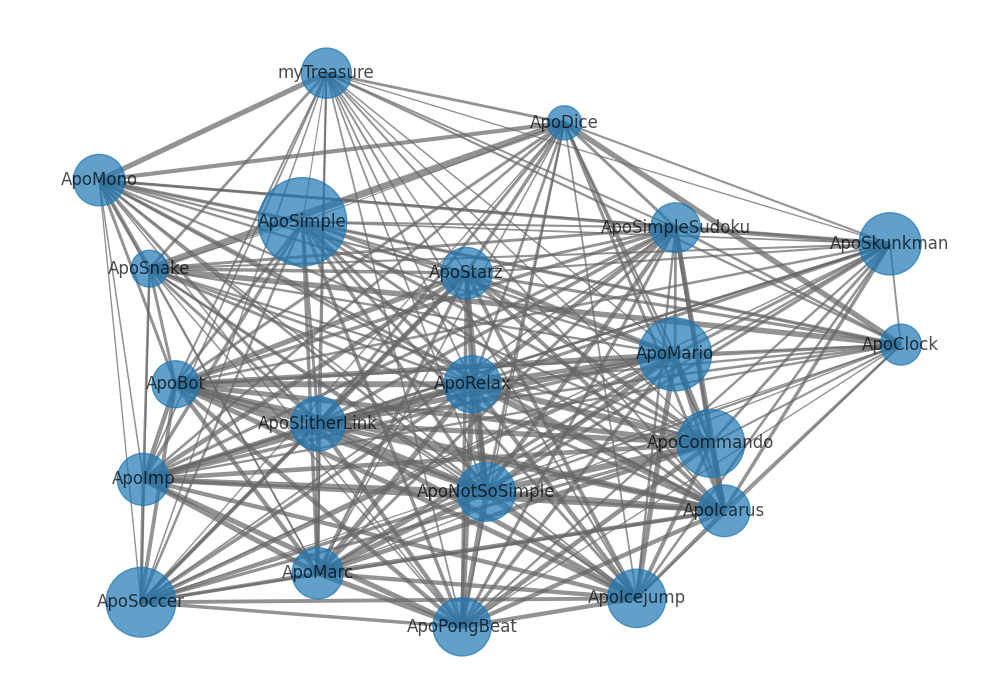 myTreasure
ApoDice
ApoMono
ApoSimple
ApoSimpleSudoku
ApoSkunkman
ApoSnake
ApoStarz
ApoClock
ApoMario
ApoBot
ApoRelax
ApoSlitherLink
ApoCommando
ApoImp
ApoNotSoSimple
ApoIcarus
ApoMarc
ApoSoccer
ApoIcejump
ApoPongBeat